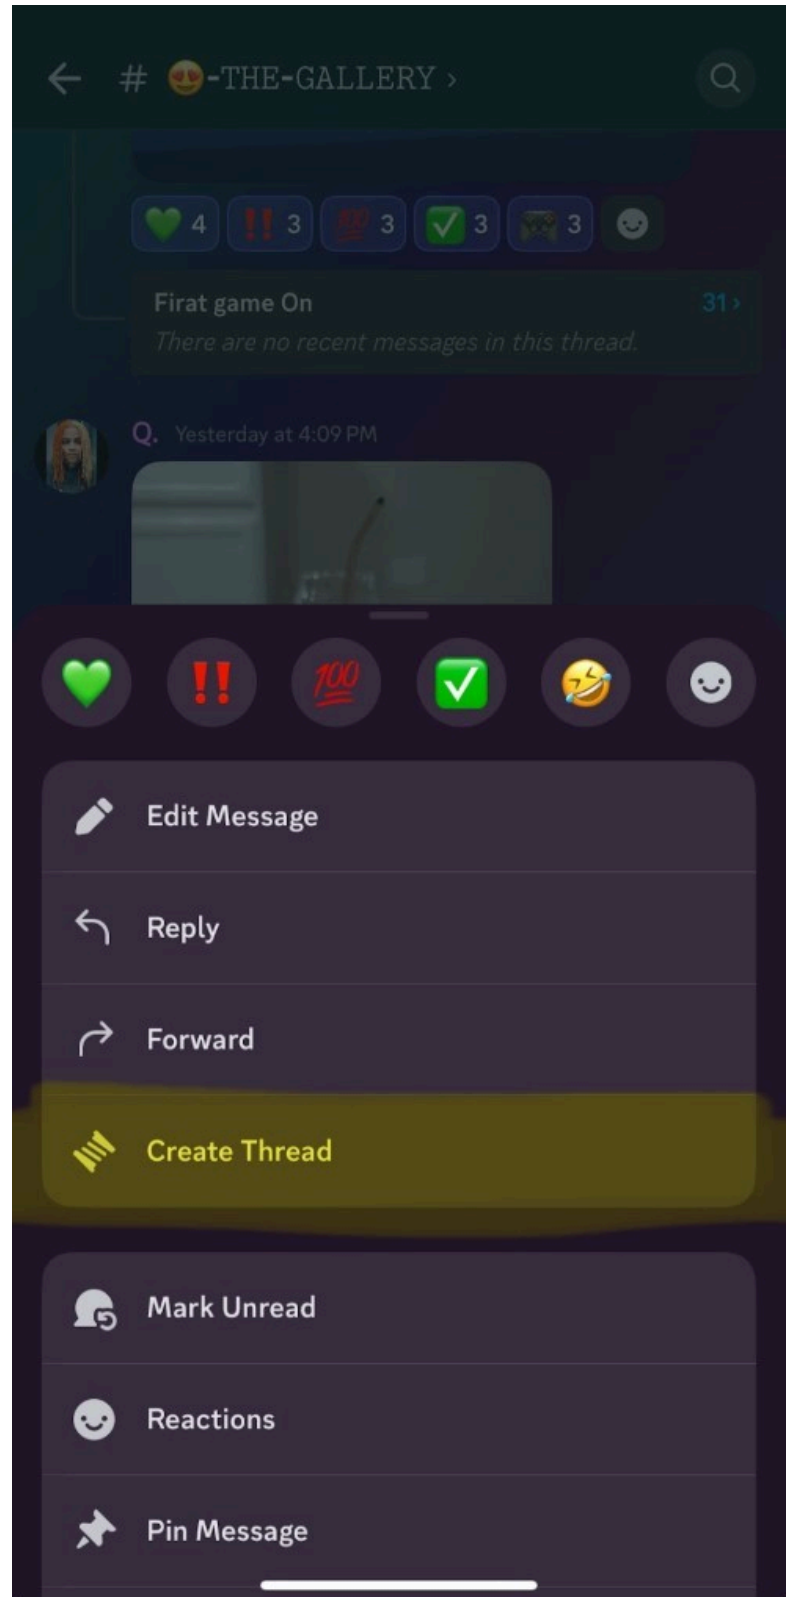 # 😍-THE-GALLERY ›
💚 4 ‼️ 3 💯 3 ✅ 3 🎮 3
Firat game On 31 ›
There are no recent messages in this thread.
Q. Yesterday at 4:09 PM
💚 ‼️ 💯 ✅ 🤣
Edit Message
Reply
Forward
Create Thread
Mark Unread
Reactions
Pin Message